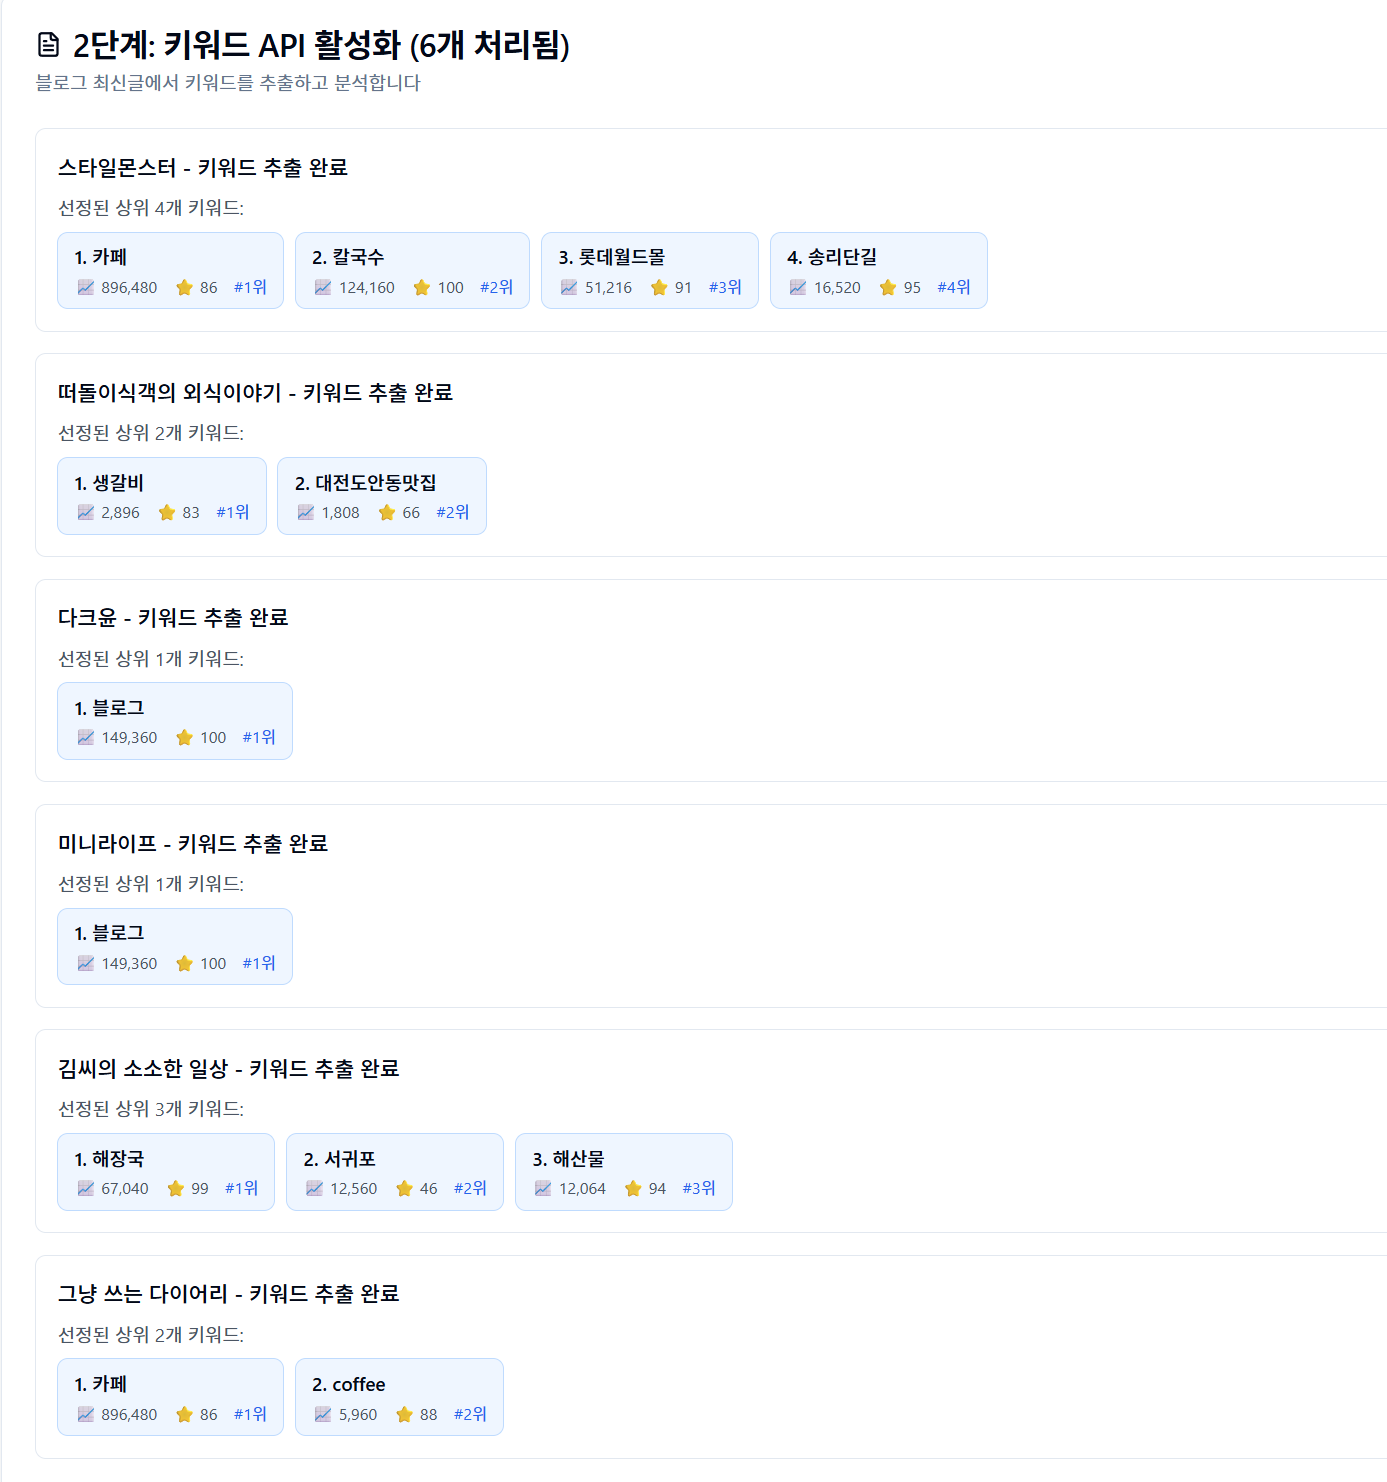 2단계: 키워드 API 활성화 (6개 처리됨)
블로그 최신글에서 키워드를 추출하고 분석합니다
스타일몬스터 - 키워드 추출 완료
선정된 상위 4개 키워드:
1. 카페
896,480 86 #1위
2. 칼국수
124,160 100 #2위
3. 롯데월드몰
51,216 91 #3위
4. 송리단길
16,520 95 #4위
떠돌이식객의 외식이야기 - 키워드 추출 완료
선정된 상위 2개 키워드:
1. 생갈비
2,896 83 #1위
2. 대전도안동맛집
1,808 66 #2위
다크윤 - 키워드 추출 완료
선정된 상위 1개 키워드:
1. 블로그
149,360 100 #1위
미니라이프 - 키워드 추출 완료
선정된 상위 1개 키워드:
1. 블로그
149,360 100 #1위
김씨의 소소한 일상 - 키워드 추출 완료
선정된 상위 3개 키워드:
1. 해장국
67,040 99 #1위
2. 서귀포
12,560 46 #2위
3. 해산물
12,064 94 #3위
그냥 쓰는 다이어리 - 키워드 추출 완료
선정된 상위 2개 키워드:
1. 카페
896,480 86 #1위
2. coffee
5,960 88 #2위